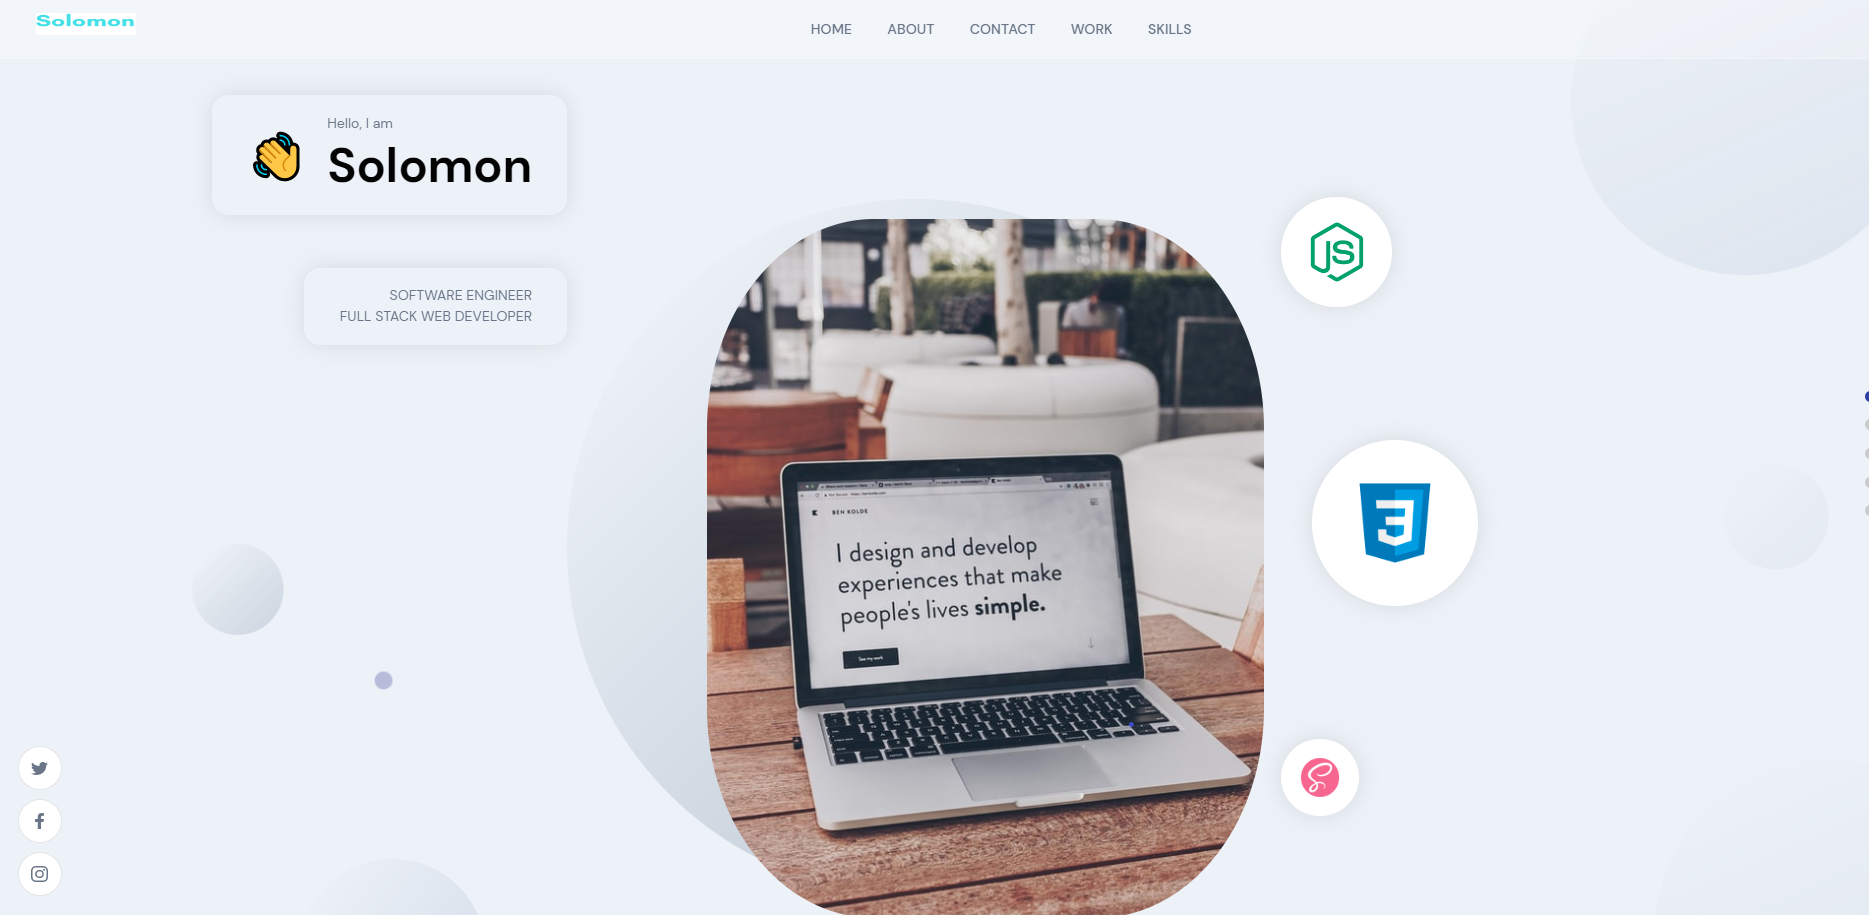 Solomon
HOME
ABOUT
CONTACT
WORK
SKILLS
Hello, I am
Solomon
SOFTWARE ENGINEER
FULL STACK WEB DEVELOPER
JS
BEN KOLDE
I design and develop
experiences that make
people's lives simple.
See my work
3